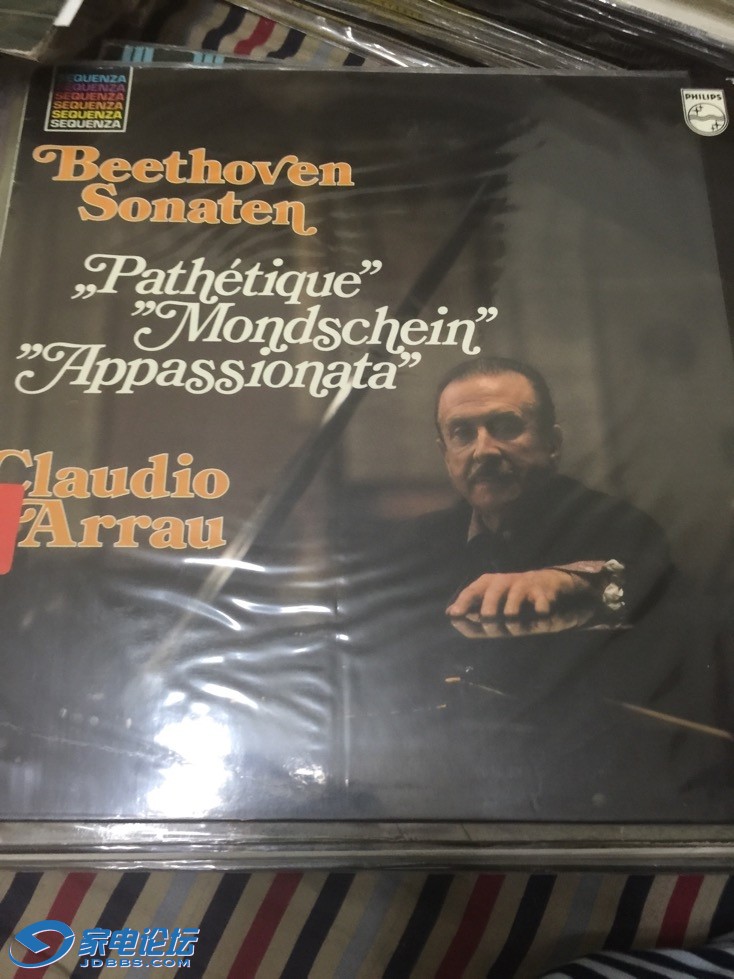 SEQUENZA
SEQUENZA
SEQUENZA
SEQUENZA
SEQUENZA
SEQUENZA
PHILIPS
Beethoven
Sonaten
„Pathétique”
”Mondschein”
”Appassionata”
Claudio
Arrau
家电论坛
JDBBS.COM